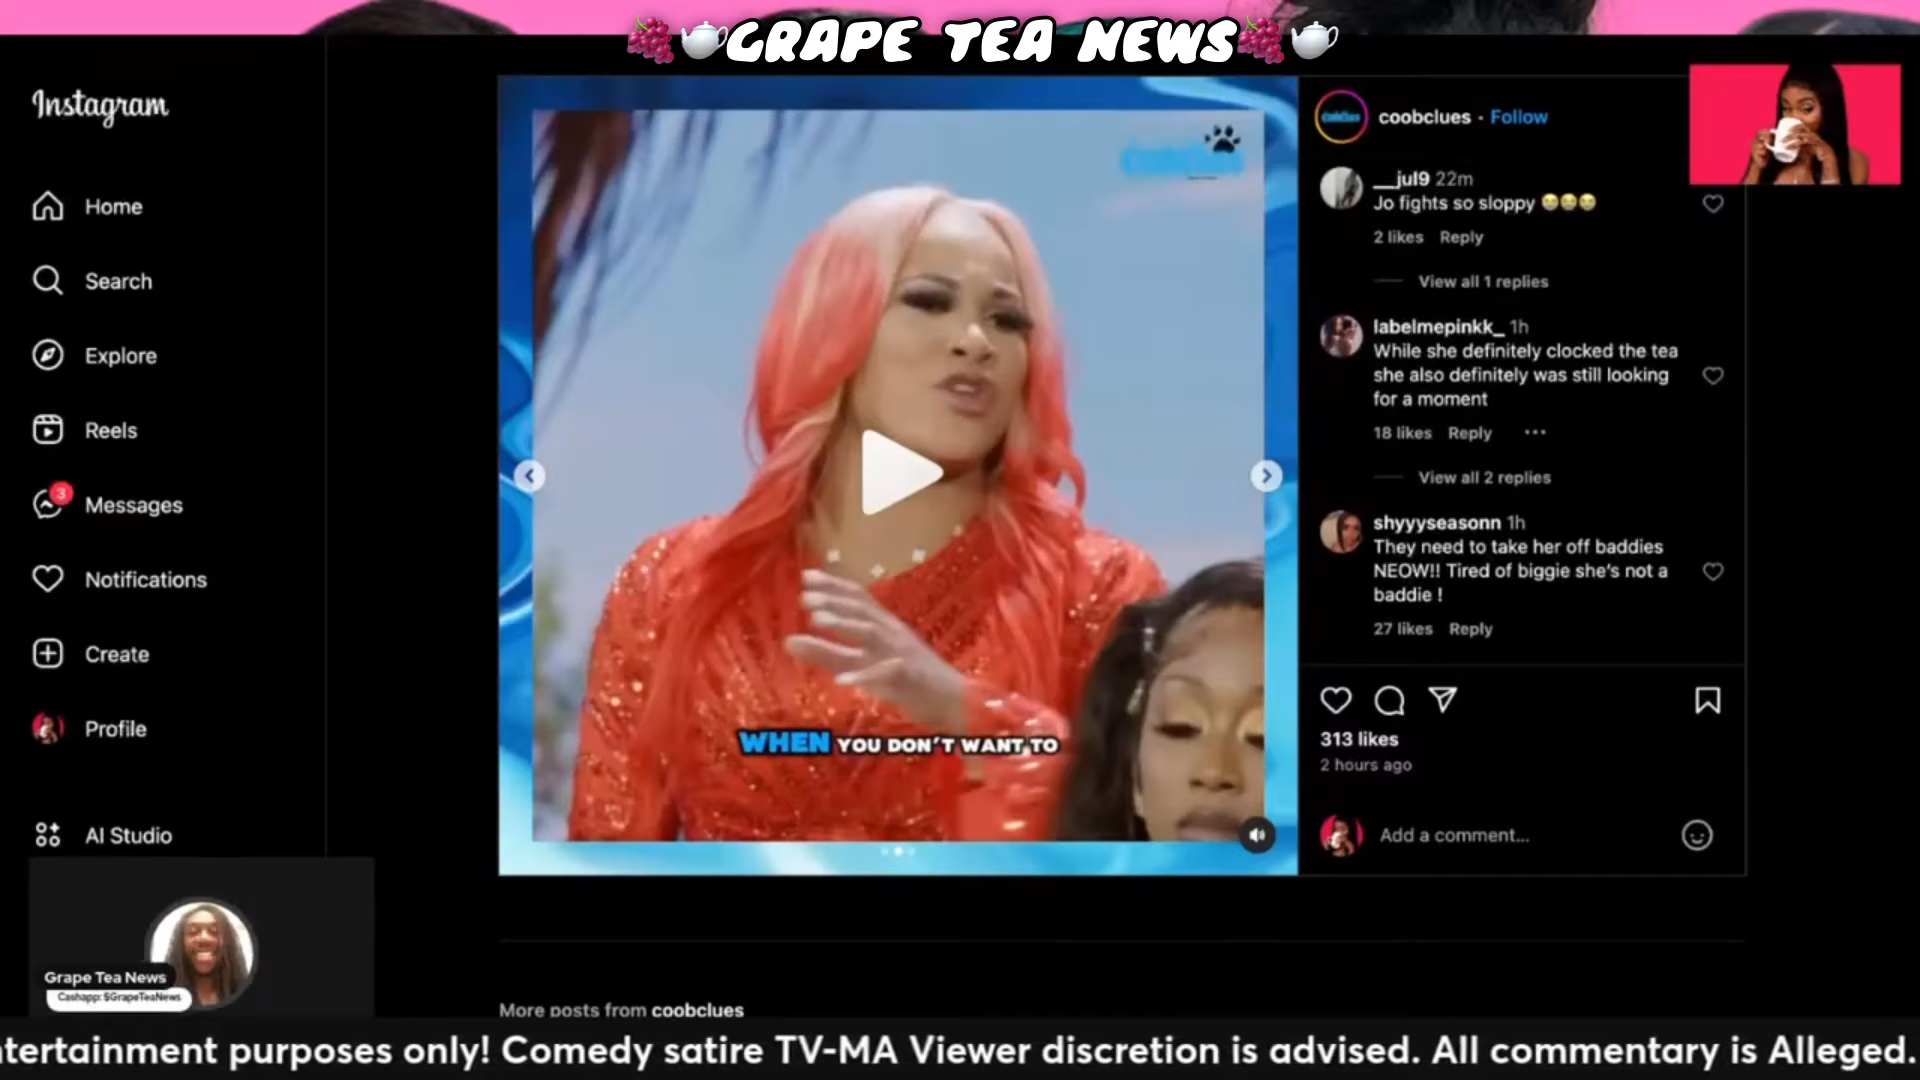 GRAPE TEA NEWS
Instagram
Home
Search
Explore
Reels
3
Messages
Notifications
Create
Profile
AI Studio
WHEN YOU DON'T WANT TO
coobclues • Follow
__jul9 22m
Jo fights so sloppy 😂😂😂
2 likes Reply
View all 1 replies
labelmepinkk_ 1h
While she definitely clocked the tea
she also definitely was still looking
for a moment
18 likes Reply ...
View all 2 replies
shyyyseasonn 1h
They need to take her off baddies
NEOW!! Tired of biggie she's not a
baddie !
27 likes Reply
313 likes
2 hours ago
Add a comment...
Grape Tea News
Cashapp: $GrapeTeaNews
More posts from coobclues
ntertainment purposes only! Comedy satire TV-MA Viewer discretion is advised. All commentary is Alleged.